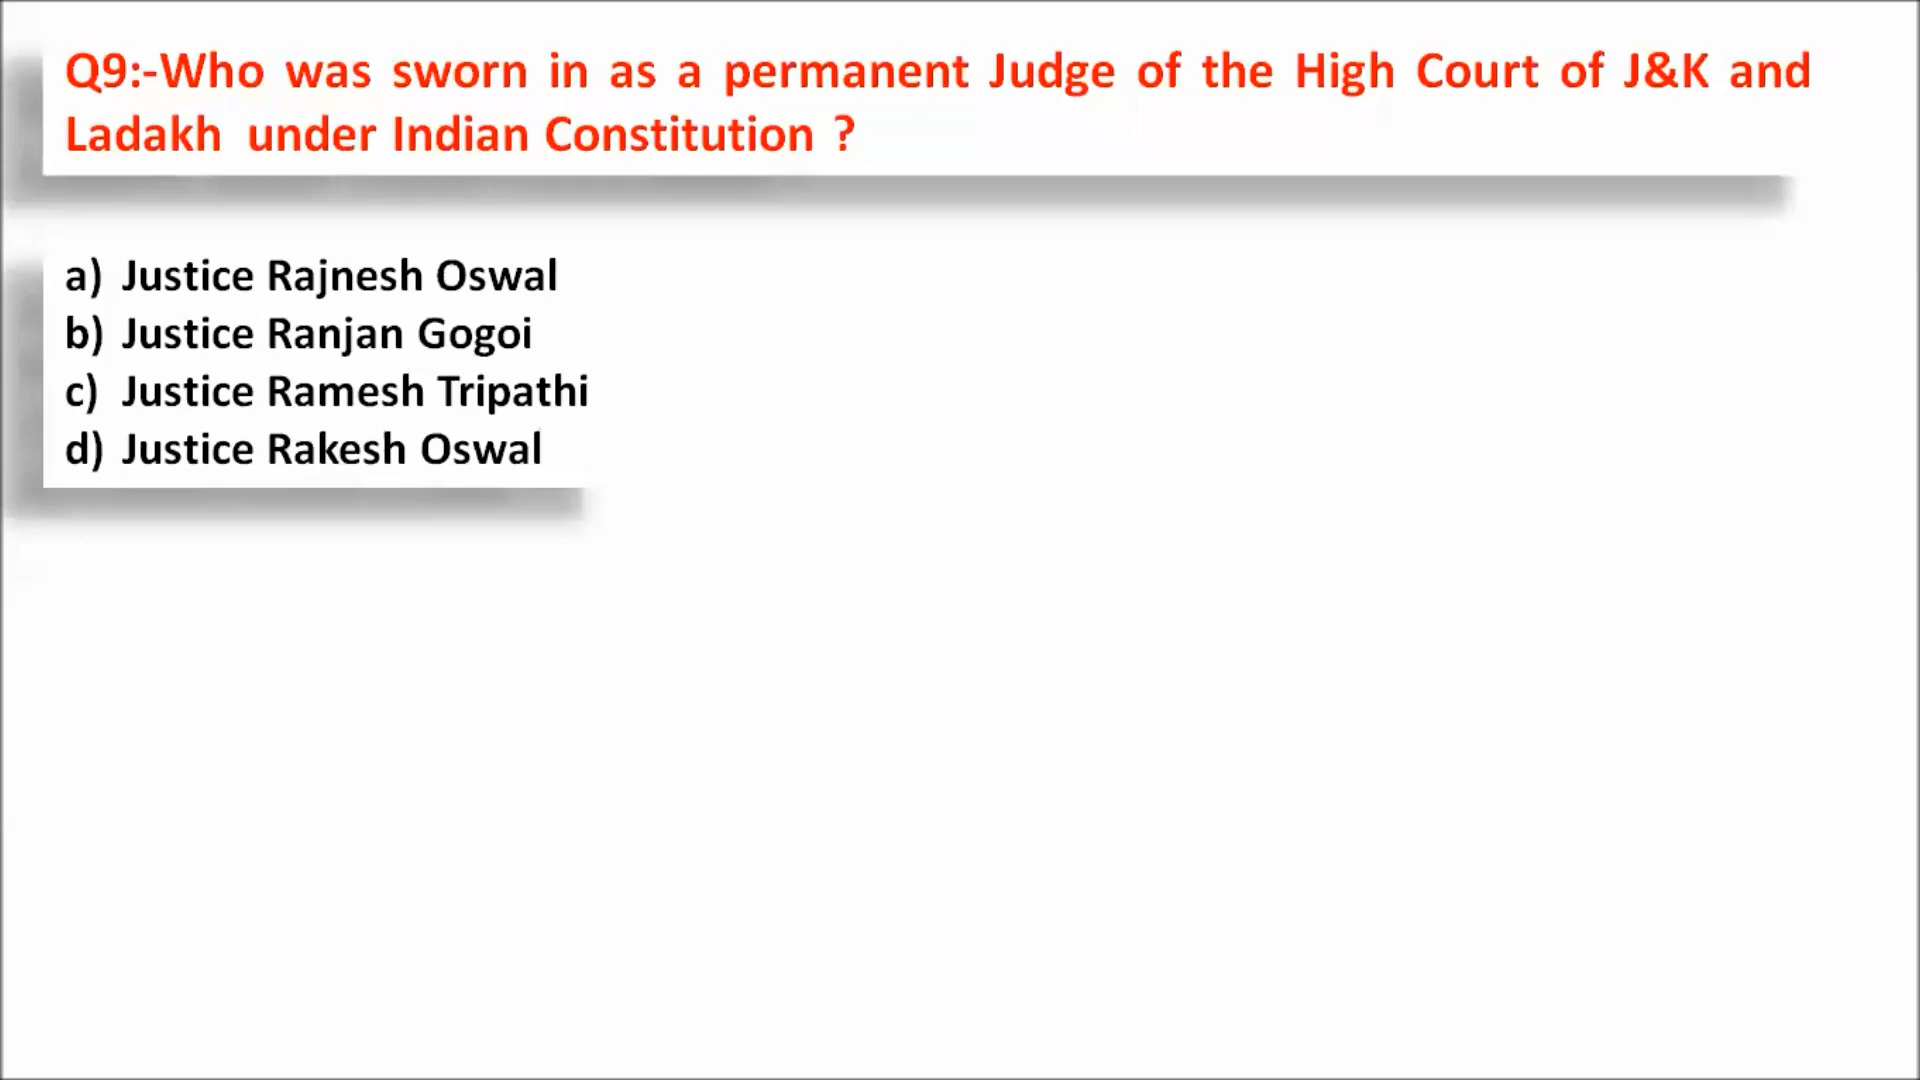 Q9:-Who was sworn in as a permanent Judge of the High Court of J&K and
Ladakh under Indian Constitution ?
a) Justice Rajnesh Oswal
b) Justice Ranjan Gogoi
c) Justice Ramesh Tripathi
d) Justice Rakesh Oswal